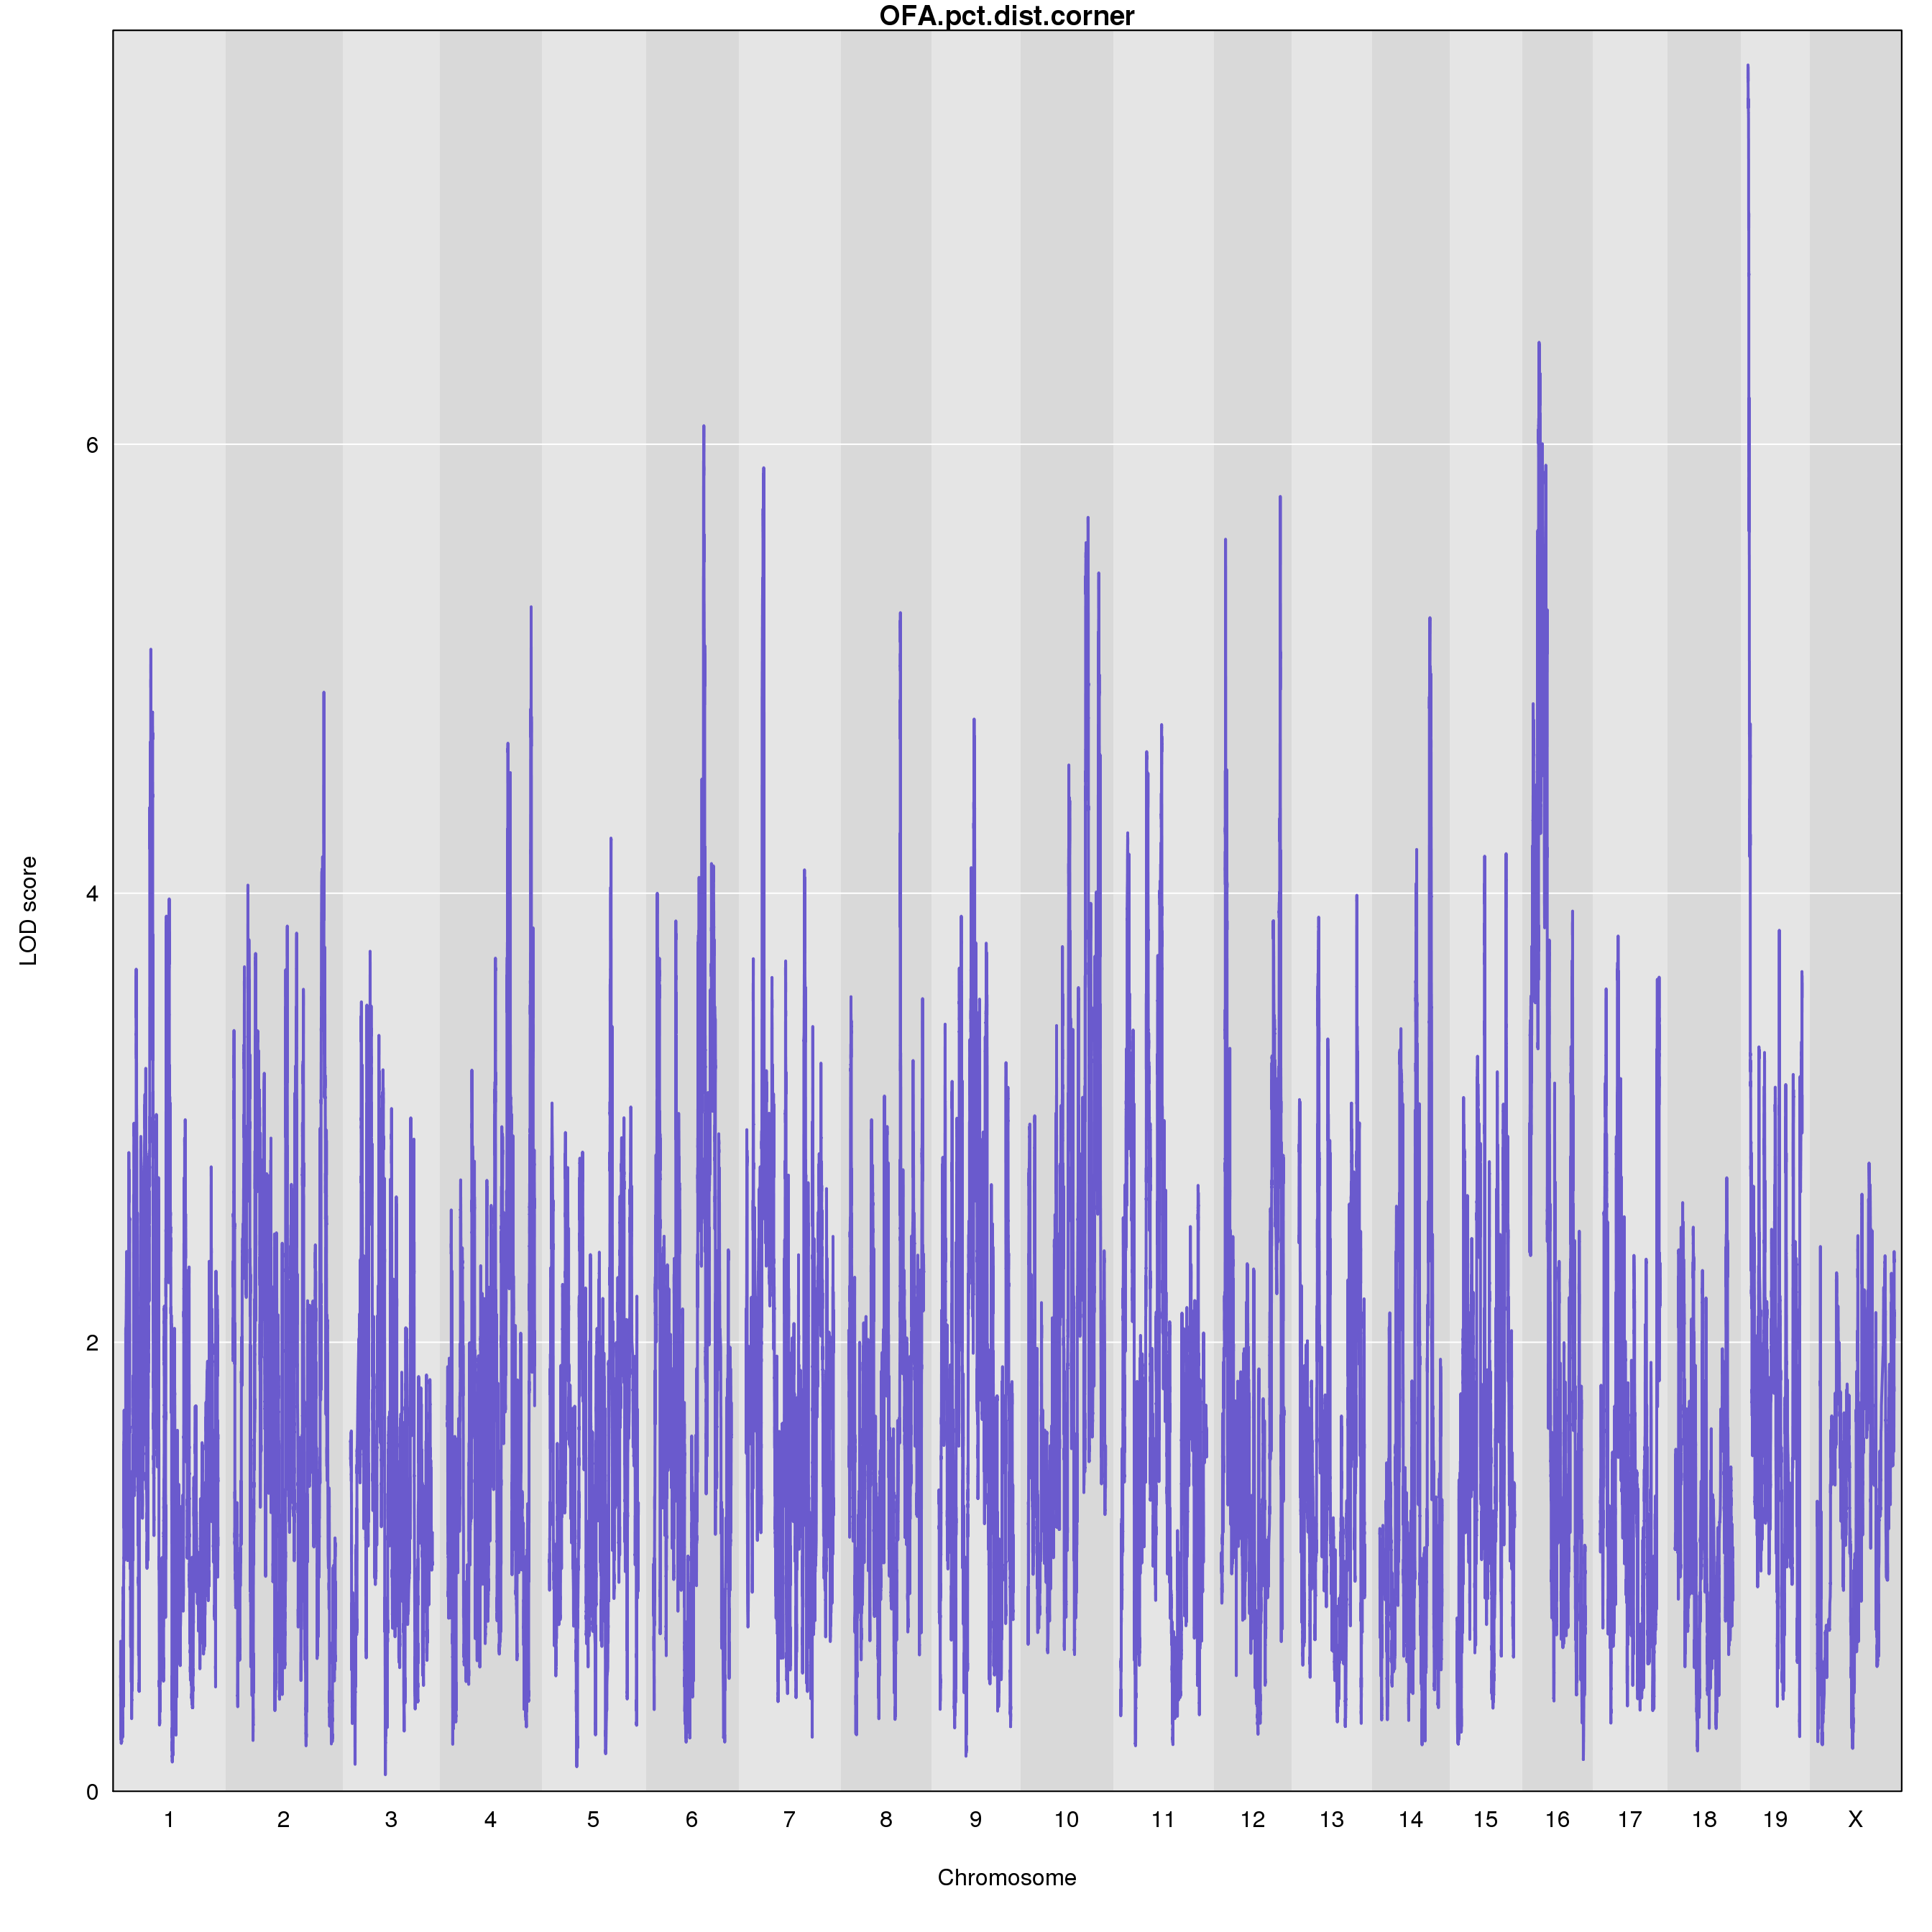 OFA.pct.dist.corner
6
4
2
0
LOD score
1 2 3 4 5 6 7 8 9 10 11 12 13 14 15 16 17 18 19 X
Chromosome